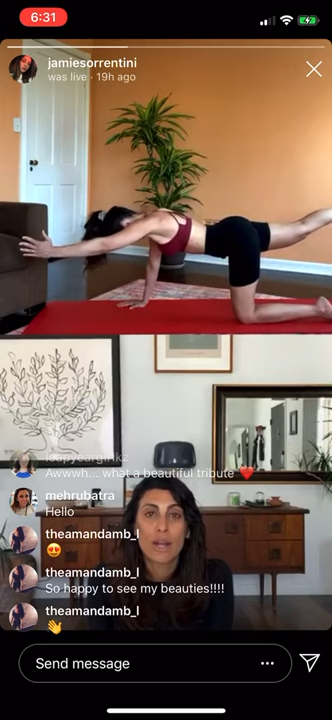 6:31
jamiesorrentini
was live · 19h ago
Awwwh... what a beautiful tribute ❤️
mehrubatra
Hello
theamandamb_l
😍
theamandamb_l
So happy to see my beauties!!!!
theamandamb_l
👋
Send message